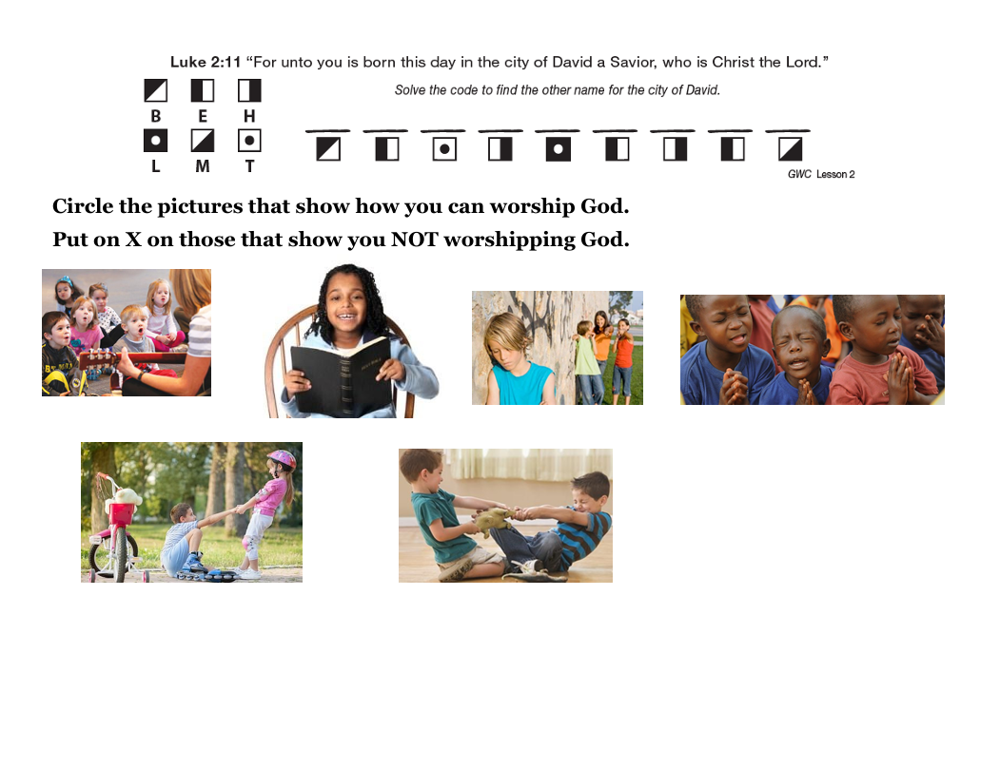 Luke 2:11 “For unto you is born this day in the city of David a Savior, who is Christ the Lord.”
Solve the code to find the other name for the city of David.
B E H
L M T
GWC Lesson 2
Circle the pictures that show how you can worship God.
Put on X on those that show you NOT worshipping God.